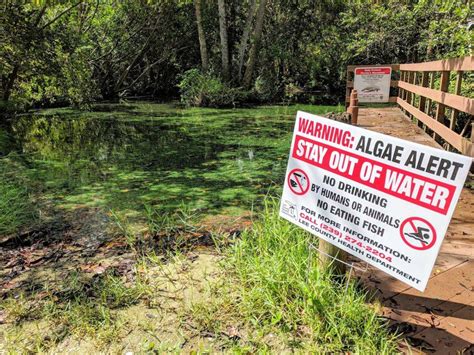 WARNING: ALGAE ALERT
STAY OUT OF WATER
NO DRINKING
BY HUMANS OR ANIMALS
NO EATING FISH
FOR MORE INFORMATION:
CALL (239) 274-2204
LEE COUNTY HEALTH DEPARTMENT